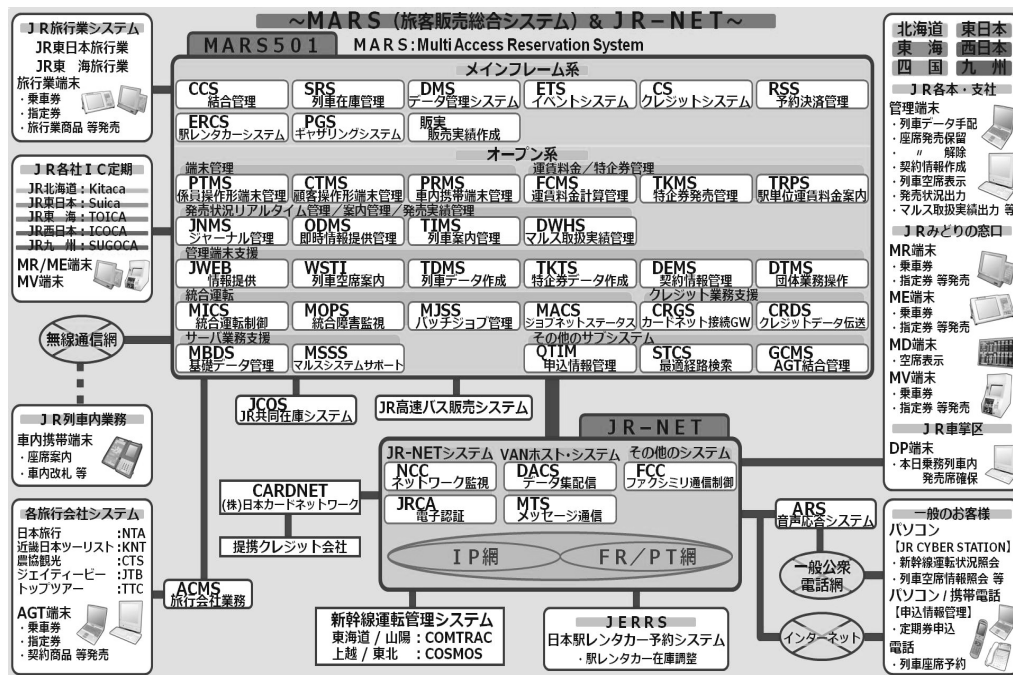 ～MARS（旅客販売総合システム）& JR－NET～
MARS501
MARS：Multi Access Reservation System
メインフレーム系
CCS
結合管理
SRS
列車在庫管理
DMS
データ管理システム
ETS
イベントシステム
CS
クレジットシステム
RSS
予約決済管理
ERCS
駅レンタカーシステム
PGS
ギャザリングシステム
販実
販売実績作成
オープン系
端末管理
運賃料金／特企券管理
PTMS
係員操作形端末管理
CTMS
顧客操作形端末管理
PRMS
車内携帯端末管理
FCMS
運賃料金計算管理
TKMS
特企券発売管理
TRPS
駅単位運賃料金案内
発売状況リアルタイム管理／案内管理／発売実績管理
JNMS
ジャーナル管理
ODMS
即時情報提供管理
TIMS
列車案内管理
DWHS
マルス取扱実績管理
管理端末支援
JWEB
情報提供
WSTI
列車空席案内
TDMS
列車データ作成
TKTS
特企券データ作成
DEMS
契約情報管理
DTMS
団体業務操作
統合運転
クレジット業務支援
MICS
統合運転制御
MOPS
統合障害監視
MJSS
バッチジョブ管理
MACS
ジョブネットステータス
CRGS
カードネット接続GW
CRDS
クレジットデータ伝送
サーバ業務支援
その他のサブシステム
MBDS
基礎データ管理
MSSS
マルスシステムサポート
QTIM
申込情報管理
STCS
最適経路検索
GCMS
AGT結合管理
ＪＲ旅行業システム
JR東日本旅行業
JR東　海旅行業
旅行業端末
・乗車券
・指定券
・旅行業商品 等発売
ＪＲ各社ＩＣ定期
JR北海道：Kitaca
JR東日本：Suica
JR東　海：TOICA
JR西日本：ICOCA
JR九　州：SUGOCA
MR/ME端末
MV端末
無線通信網
ＪＲ列車内業務
車内携帯端末
・座席案内
・車内改札 等
各旅行会社システム
日本旅行　：NTA
近畿日本ツーリスト：KNT
農協観光　：CTS
ジェイティービー　：JTB
トップツアー　：TTC
AGT端末
・乗車券
・指定券
・契約商品 等発売
ACMS
旅行会社業務
JCOS
JR共同在庫システム
JR高速バス販売システム
CARDNET
(株)日本カードネットワーク
提携クレジット会社
JR－NET
JR-NETシステム
VANホスト・システム
その他のシステム
NCC
ネットワーク監視
DACS
データ集配信
FCC
ファクシミリ通信制御
JRCA
電子認証
MTS
メッセージ通信
IP網
FR／PT網
新幹線運転管理システム
東海道 / 山陽 ：COMTRAC
上越 / 東北　：COSMOS
JERRS
日本駅レンタカー予約システム
・駅レンタカー在庫調整
ARS
音声応答システム
一般公衆
電話網
インターネット
北海道　東日本
東　海　西日本
四　国　九　州
ＪＲ各本・支社
管理端末
・列車データ手配
・座席発売保留
・　〃　　解除
・契約情報作成
・列車空席表示
・発売状況出力
・マルス取扱実績出力 等
ＪＲみどりの窓口
MR端末
・乗車券
・指定券 等発売
ME端末
・乗車券
・指定券 等発売
MD端末
・空席表示
MV端末
・乗車券
・指定券 等発売
ＪＲ車掌区
DP端末
・本日乗務列車内
発売席確保
一般のお客様
パソコン
【JR CYBER STATION】
・新幹線運転状況照会
・列車空席情報照会 等
パソコン / 携帯電話
【申込情報管理】
・定期券申込
電話
・列車座席予約